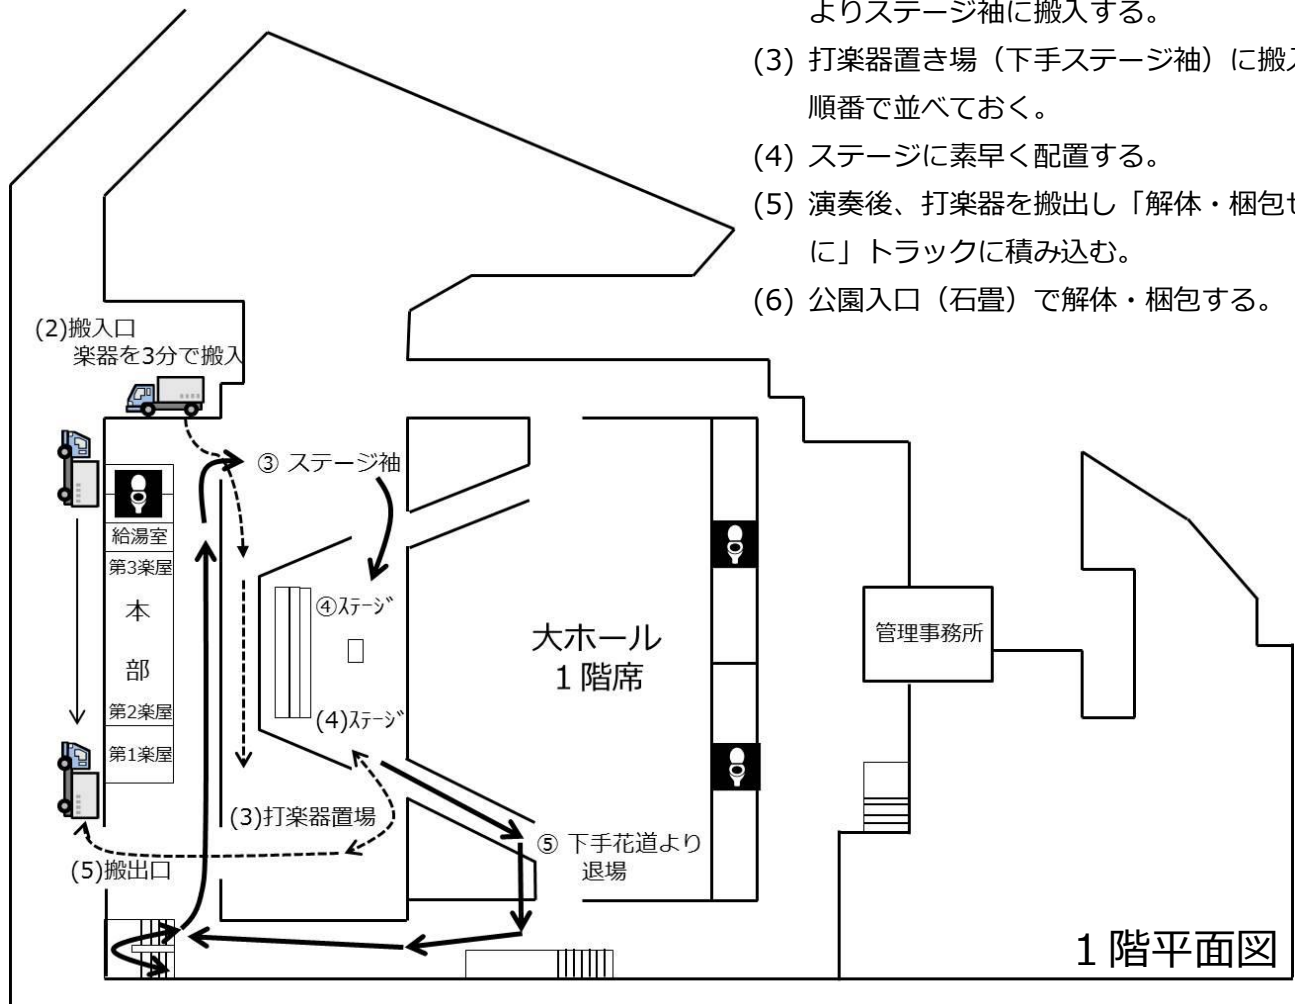 よりステージ袖に搬入する。
(3) 打楽器置き場（下手ステージ袖）に搬入
順番で並べておく。
(4) ステージに素早く配置する。
(5) 演奏後、打楽器を搬出し「解体・梱包せ
に」トラックに積み込む。
(6) 公園入口（石畳）で解体・梱包する。
(2)搬入口
楽器を3分で搬入
③ ステージ袖
給湯室
第3楽屋
本
部
第2楽屋
第1楽屋
④ｽﾃｰｼﾞ
(4)ｽﾃｰｼﾞ
大ホール
１階席
管理事務所
(3)打楽器置場
⑤ 下手花道より
退場
(5)搬出口
１階平面図